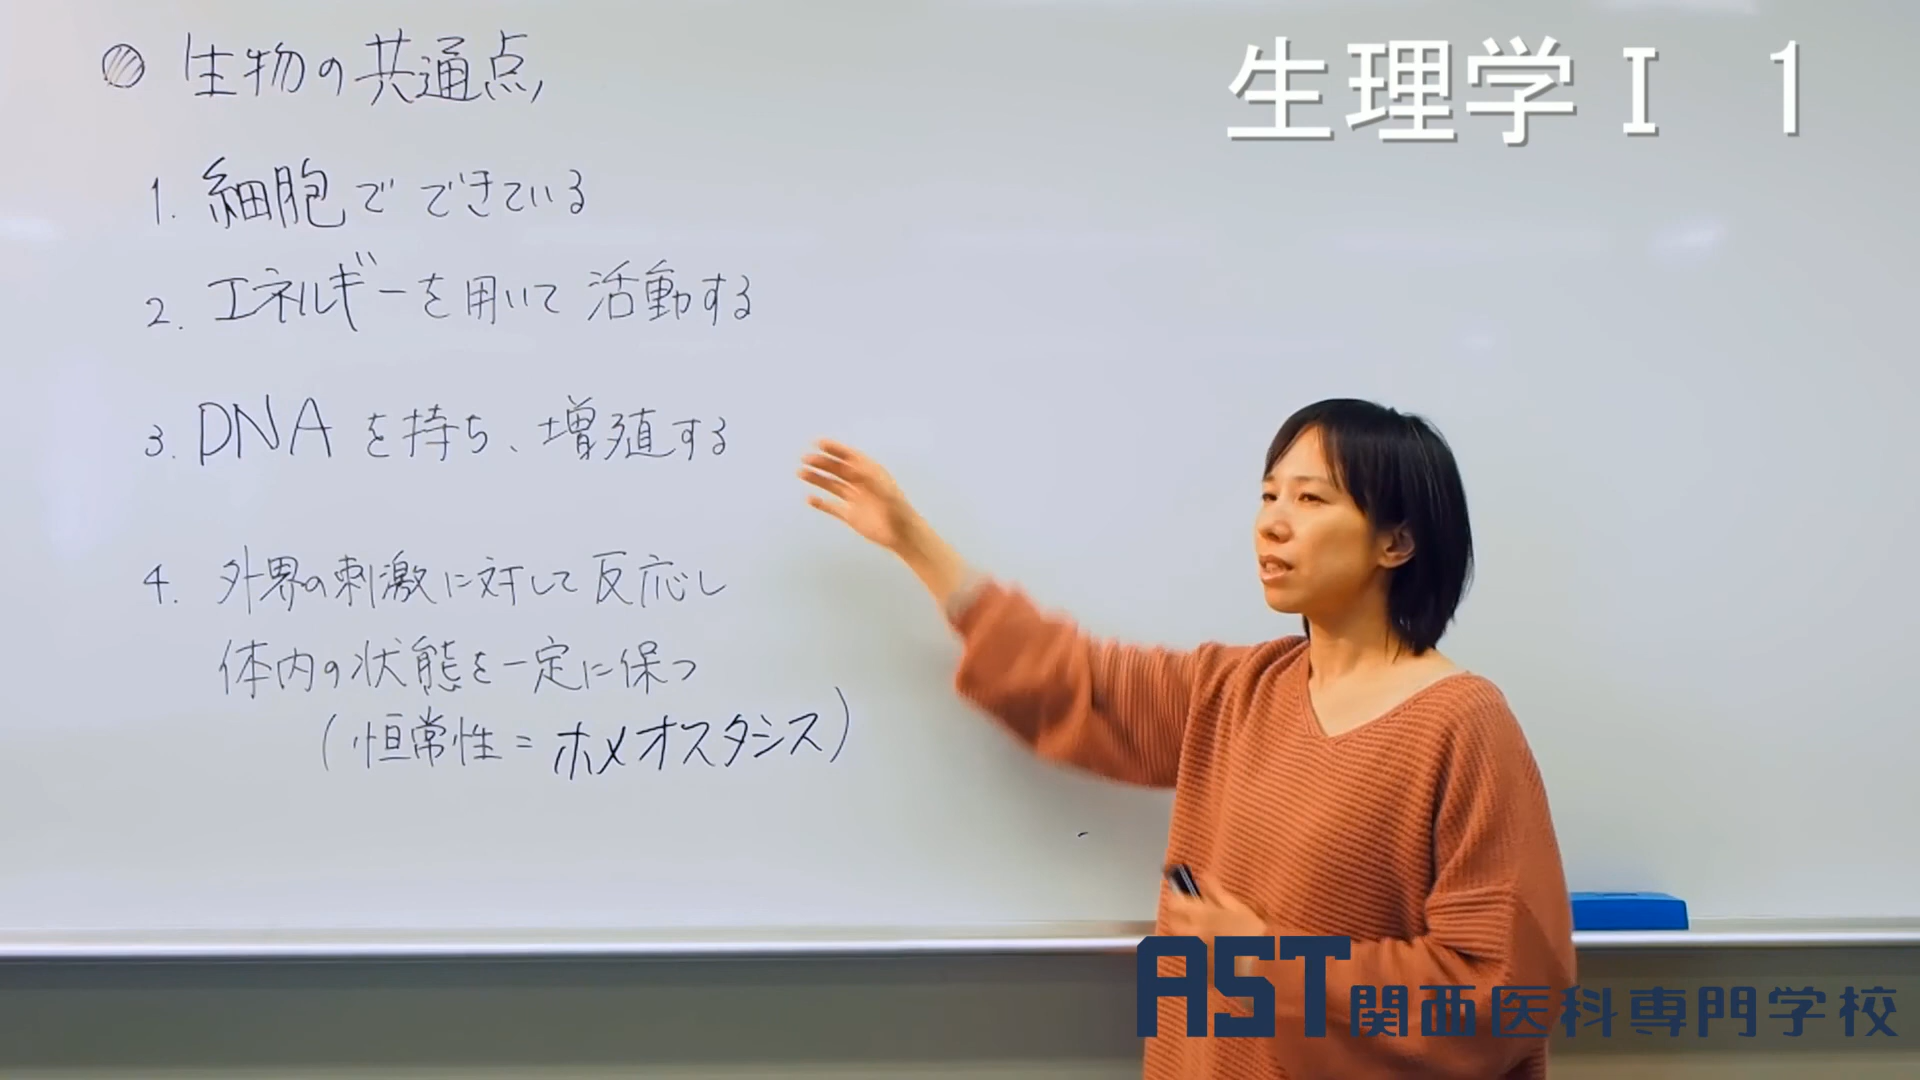 生物の共通点
1. 細胞でできている
2. エネルギーを用いて活動する
3. DNAを持ち、増殖する
4. 外界の刺激に対して反応し
体内の状態を一定に保つ
(恒常性=ホメオスタシス)
生理学Ⅰ 1
AST関西医科専門学校